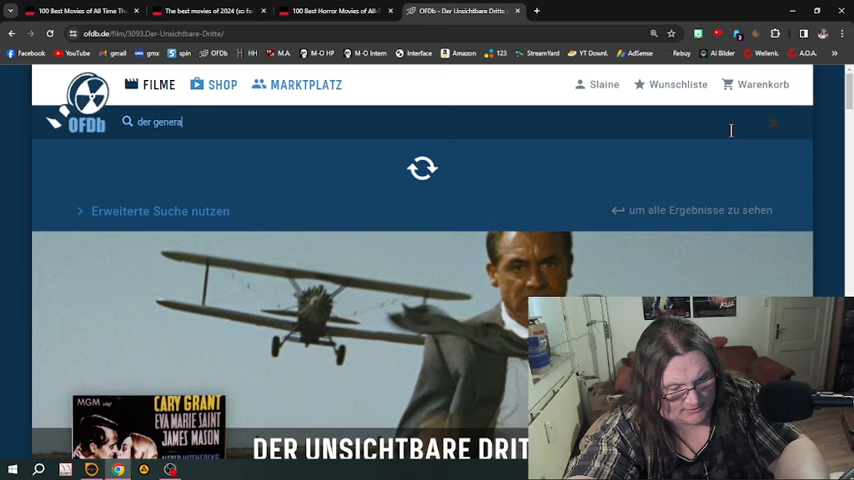 100 Best Movies of All Time Tha
The best movies of 2024 (so fa
100 Best Horror Movies of All-T
OFDb - Der Unsichtbare Dritte
ofdb.de/film/3093.Der-Unsichtbare-Dritte/
Facebook YouTube gmail gmx spin OFDb HH M.A. M-O HP M-O Intern Interface Amazon 123 StreamYard YT Downl. AdSense Rebuy AI Bilder Wellenk. A.O.A.
OFDb
FILME SHOP MARKTPLATZ
Slaine Wunschliste Warenkorb
der genera
Erweiterte Suche nutzen
um alle Ergebnisse zu sehen
MGM zeigt
CARY GRANT
EVA MARIE SAINT
JAMES MASON
DER UNSICHTBARE DRIT